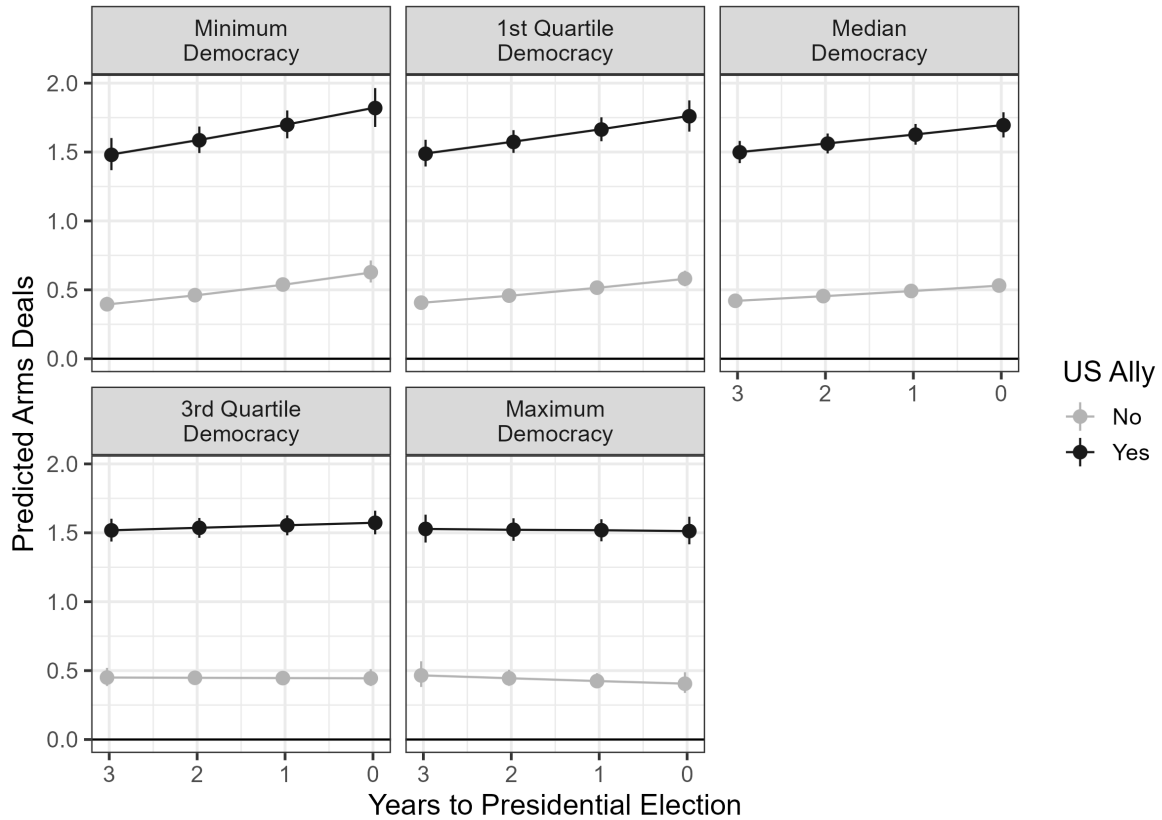 Minimum
Democracy
1st Quartile
Democracy
Median
Democracy
2.0
1.5
1.0
0.5
0.0
3 2 1 0
3rd Quartile
Democracy
Maximum
Democracy
2.0
1.5
1.0
0.5
0.0
3 2 1 0
3 2 1 0
Predicted Arms Deals
Years to Presidential Election
US Ally
No
Yes